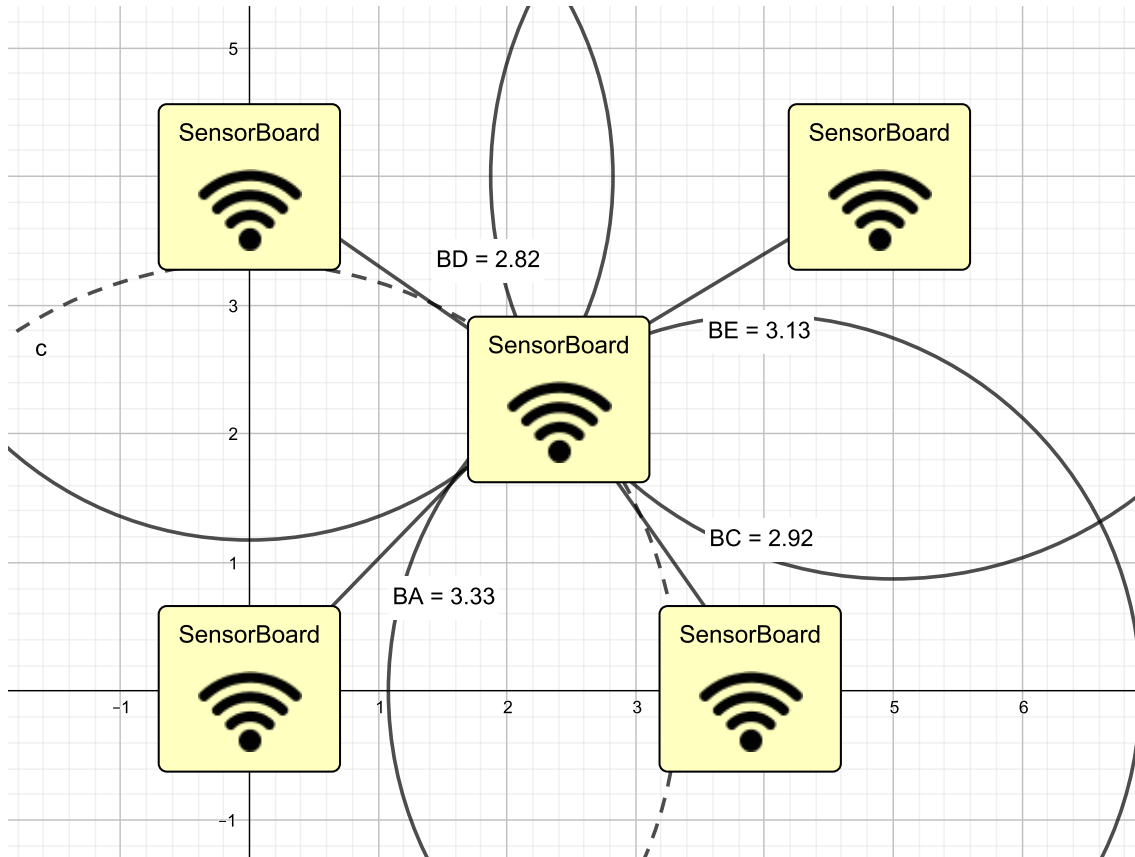 5
SensorBoard
SensorBoard
BD = 2.82
3
BE = 3.13
c
SensorBoard
2
BC = 2.92
1
BA = 3.33
SensorBoard
SensorBoard
−1
1
2
3
5
6
−1